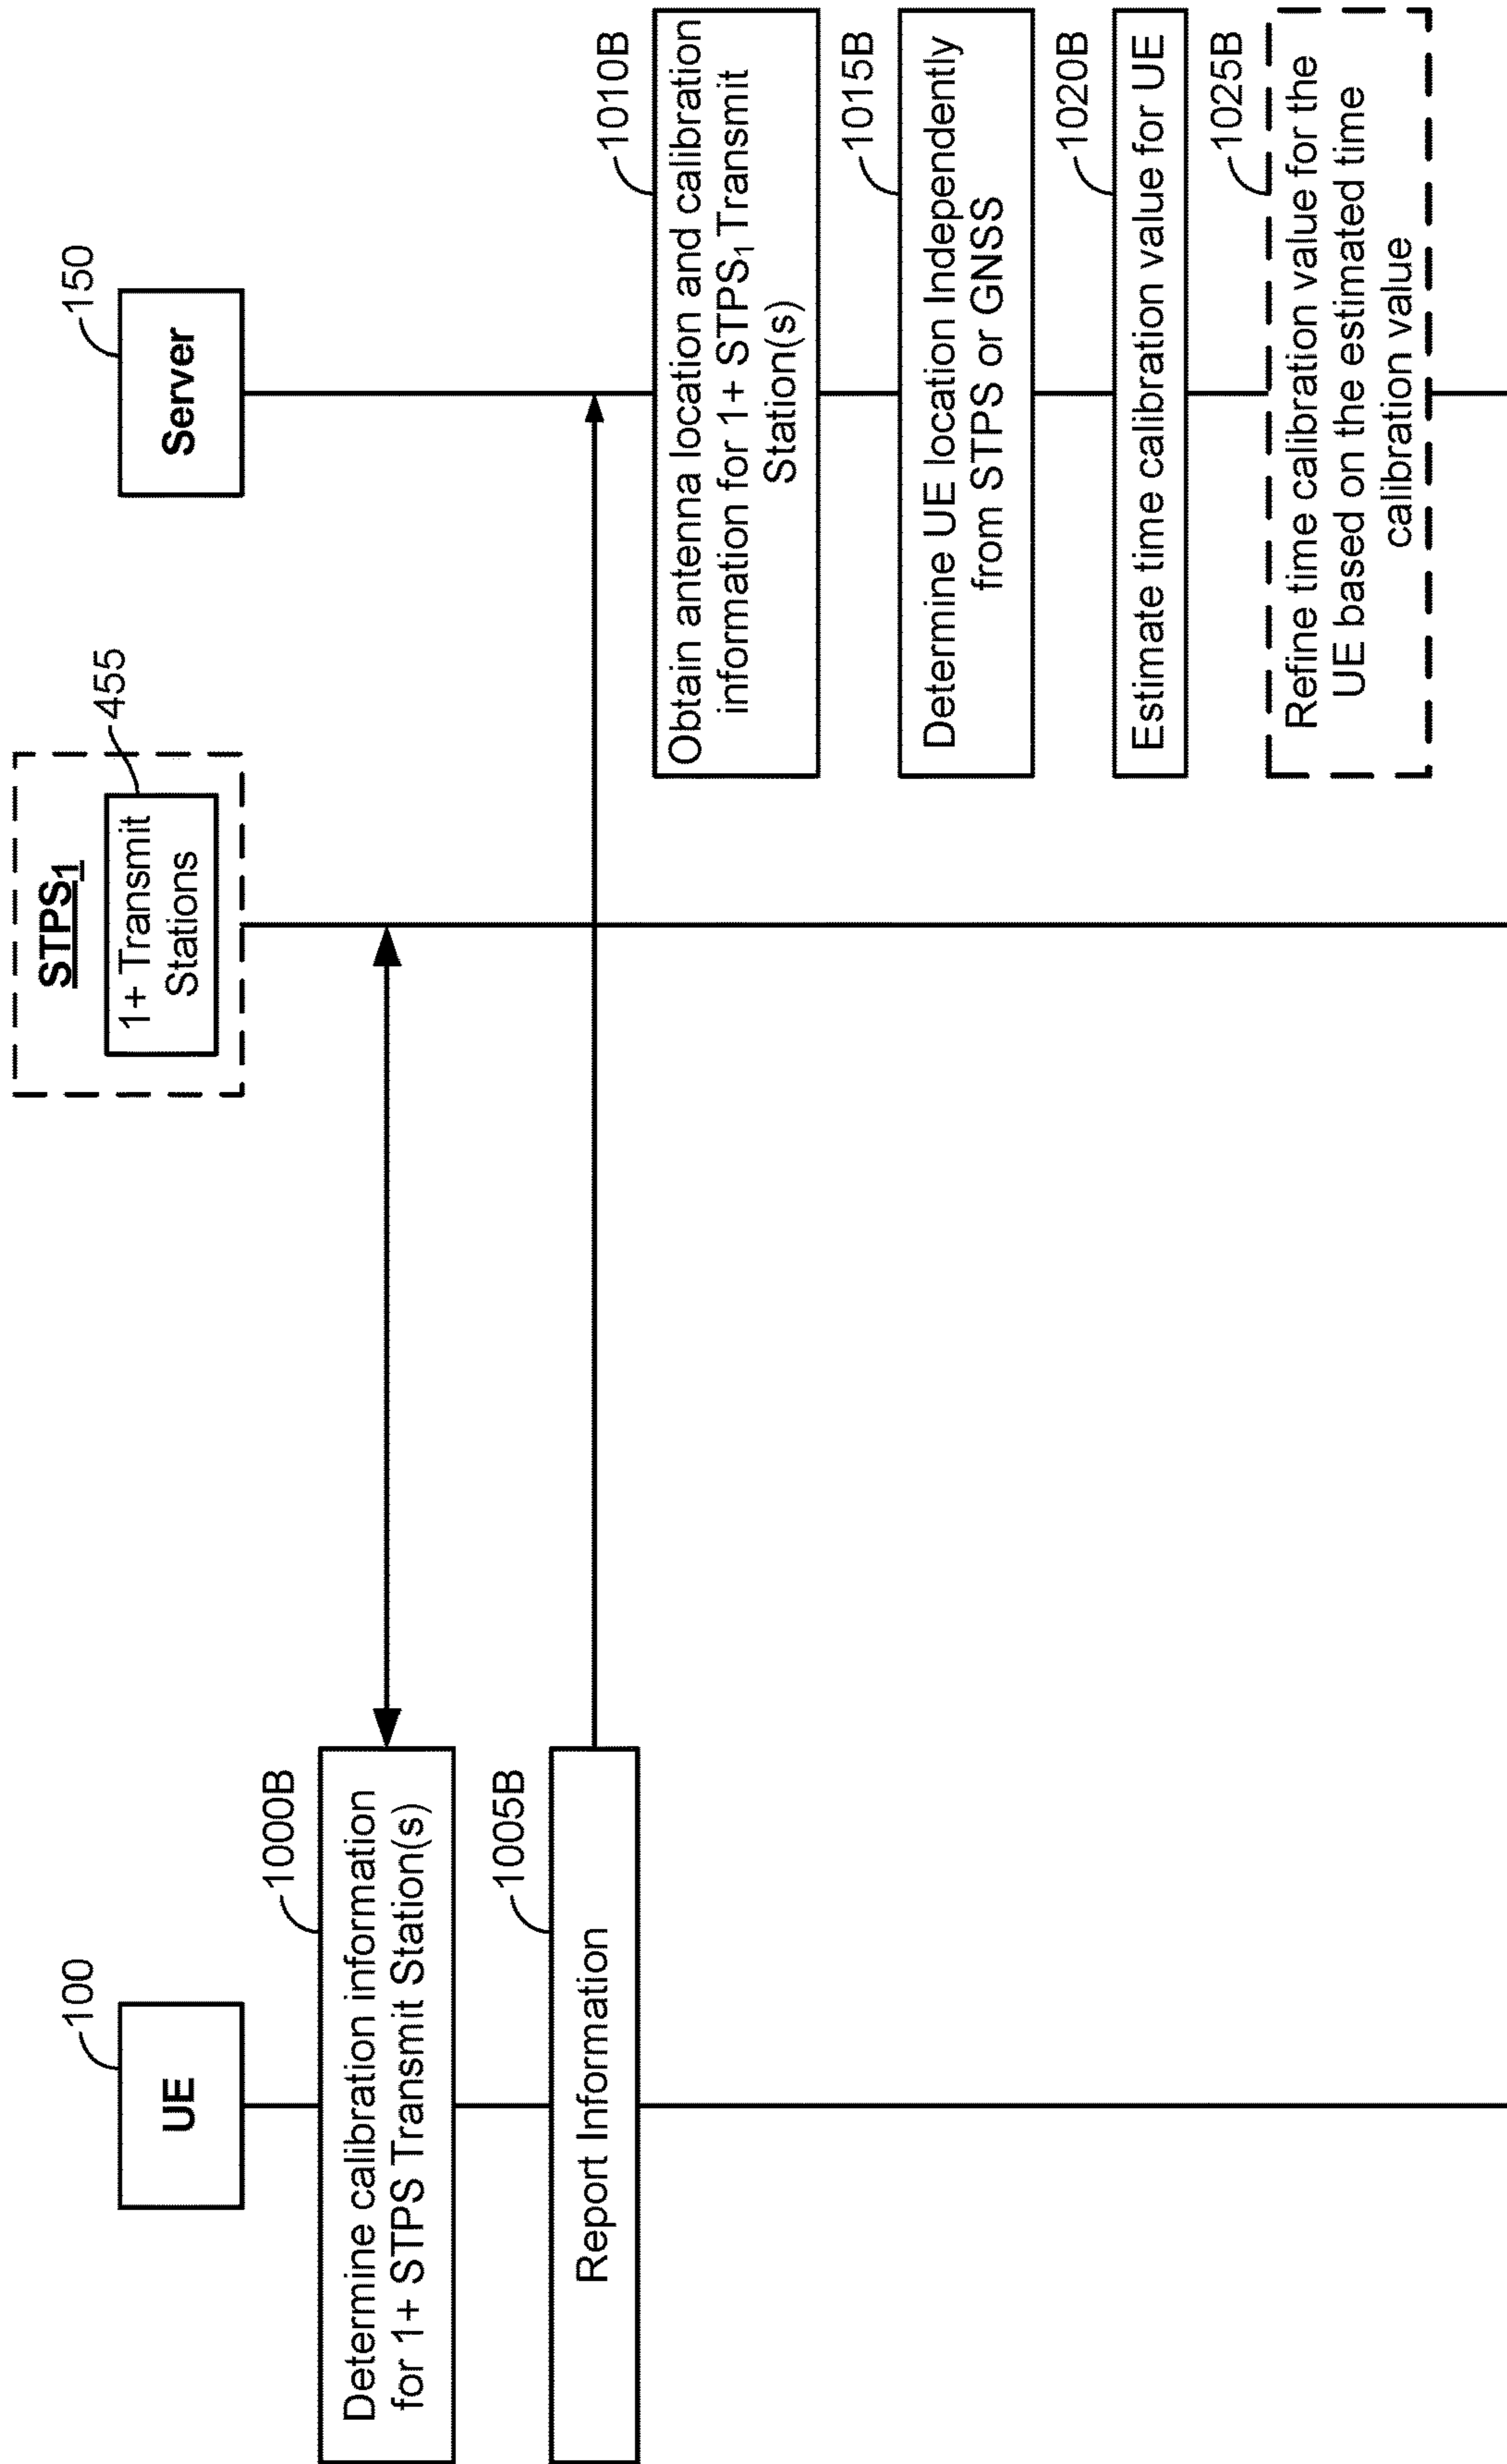 100
UE
STPS₁
455
1+ Transmit
Stations
150
Server
1000B
Determine calibration information
for 1+ STPS Transmit Station(s)
1005B
Report Information
1010B
Obtain antenna location and calibration
information for 1+ STPS₁ Transmit
Station(s)
1015B
Determine UE location Independently
from STPS or GNSS
1020B
Estimate time calibration value for UE
1025B
Refine time calibration value for the
UE based on the estimated time
calibration value